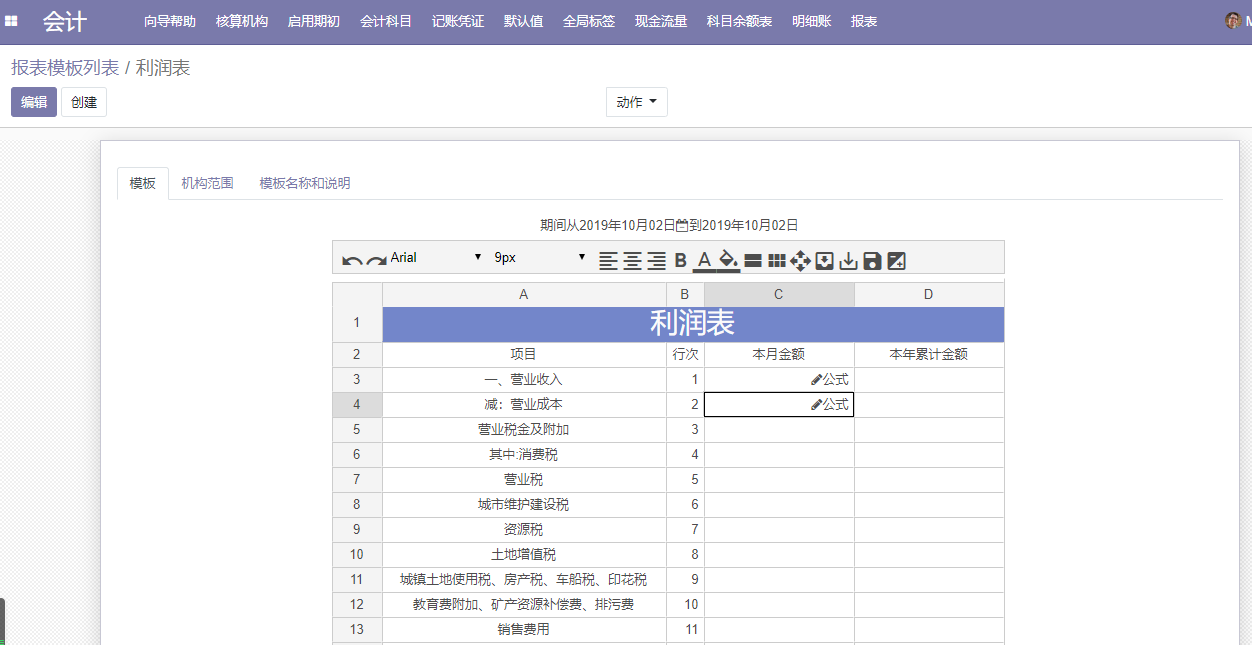 会计 向导帮助 核算机构 启用期初 会计科目 记账凭证 默认值 全局标签 现金流量 科目余额表 明细账 报表 M
报表模板列表 / 利润表
编辑 创建 动作
模板 机构范围 模板名称和说明
期间从2019年10月02日到2019年10月02日
Arial 9px B A
A B C D
1 利润表
2 项目 行次 本月金额 本年累计金额
3 一、营业收入 1 公式
4 减：营业成本 2 公式
5 营业税金及附加 3
6 其中:消费税 4
7 营业税 5
8 城市维护建设税 6
9 资源税 7
10 土地增值税 8
11 城镇土地使用税、房产税、车船税、印花税 9
12 教育费附加、矿产资源补偿费、排污费 10
13 销售费用 11